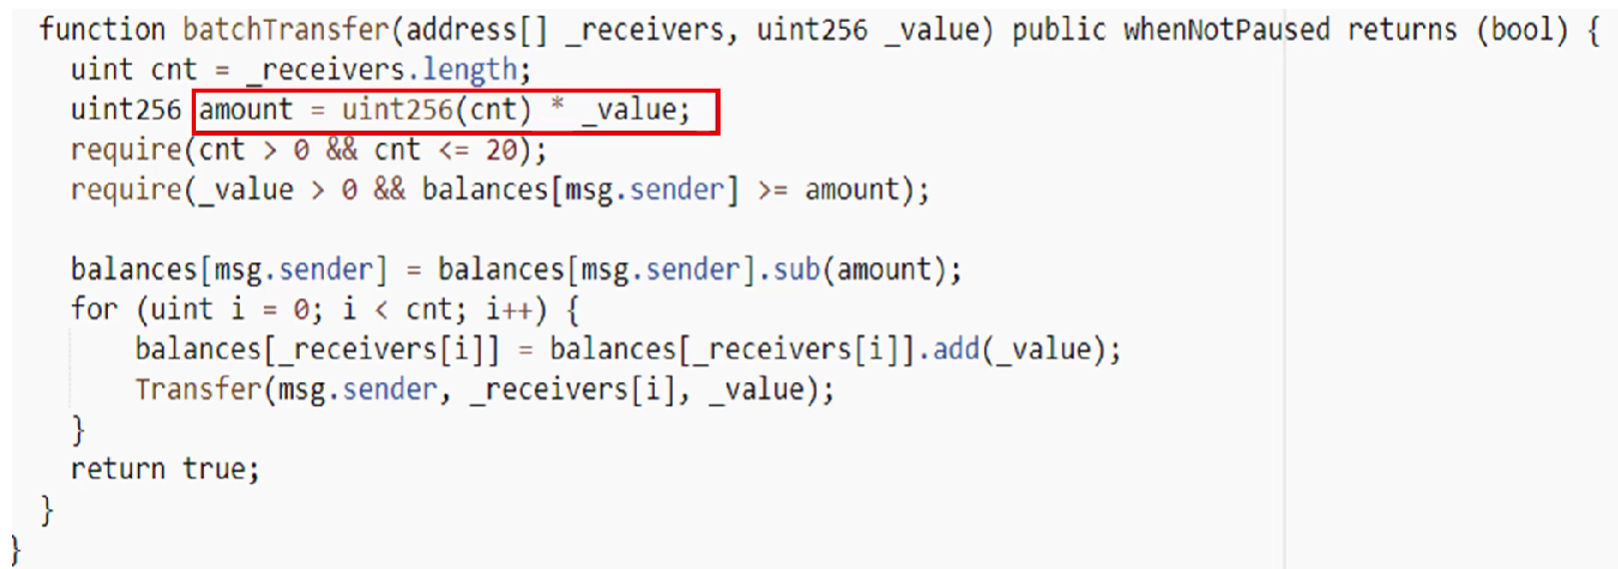 function batchTransfer(address[] _receivers, uint256 _value) public whenNotPaused returns (bool) {
uint cnt = _receivers.length;
uint256 amount = uint256(cnt) * _value;
require(cnt > 0 && cnt <= 20);
require(_value > 0 && balances[msg.sender] >= amount);
balances[msg.sender] = balances[msg.sender].sub(amount);
for (uint i = 0; i < cnt; i++) {
balances[_receivers[i]] = balances[_receivers[i]].add(_value);
Transfer(msg.sender, _receivers[i], _value);
}
return true;
}
}